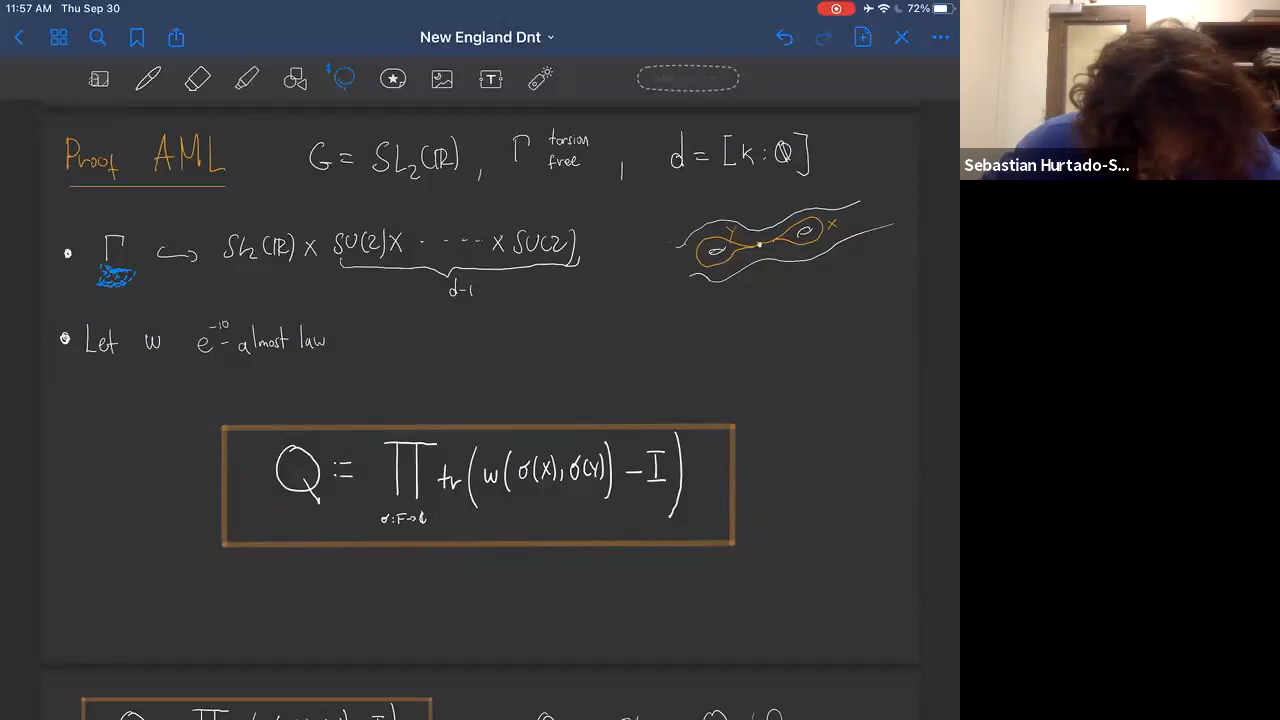 11:57 AM Thu Sep 30
72%
New England Dnt
Proof AML G = SL₂(ℝ), Γ torsion free, d = [k:ℚ]
• Γ ↪ SL₂(ℝ) × SU(2) × ····· × SU(2)
d-1
Y X
• Let w e⁻¹⁰- almost law
Q := ∏ tr(w(σ(X), σ(Y)) - I)
σ:F→ℂ
Sebastian Hurtado-S...